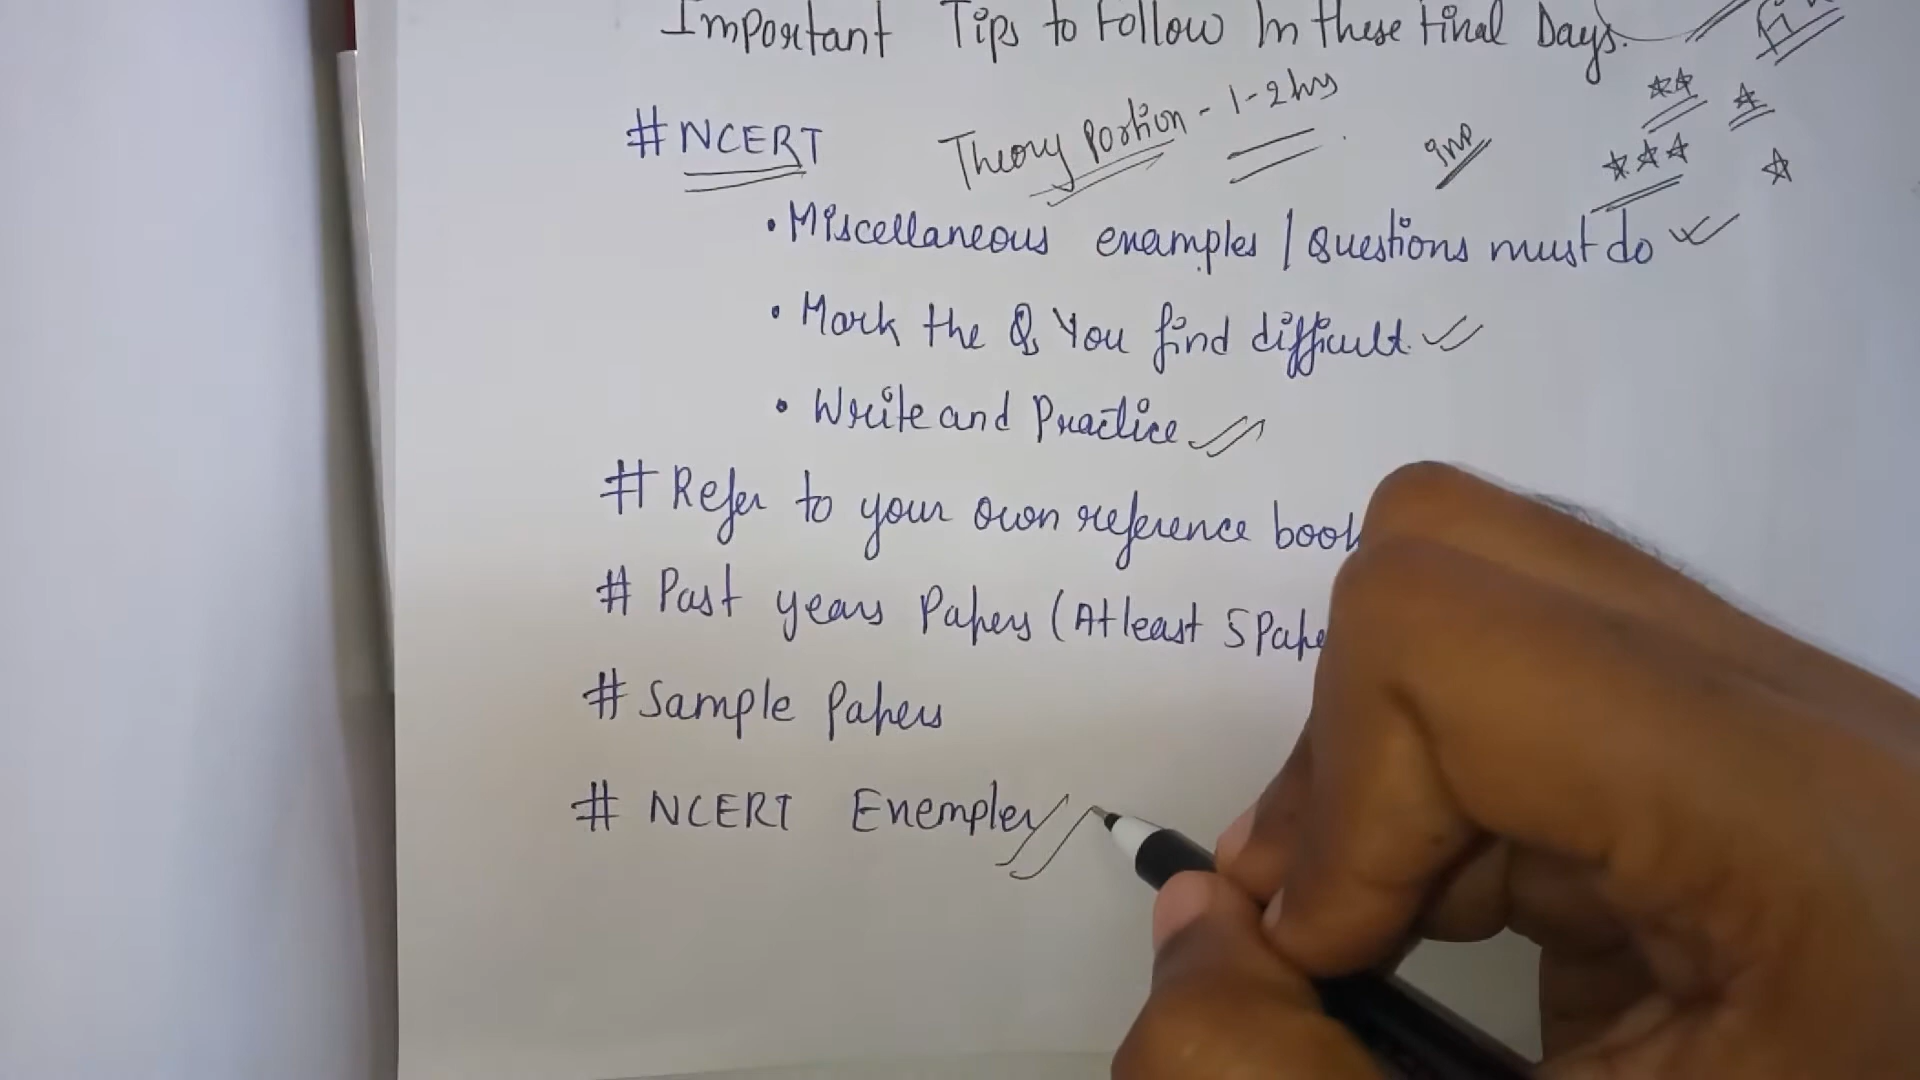 Important Tips to Follow In these Final Days.
# NCERT Theory Portion - 1-2 hrs Imp
• Miscellaneous examples / Questions must do
• Mark the Q You find difficult.
• Write and Practice
# Refer to your own reference book
# Past years Papers (Atleast 5 Pape
# Sample Papers
# NCERT Exempler